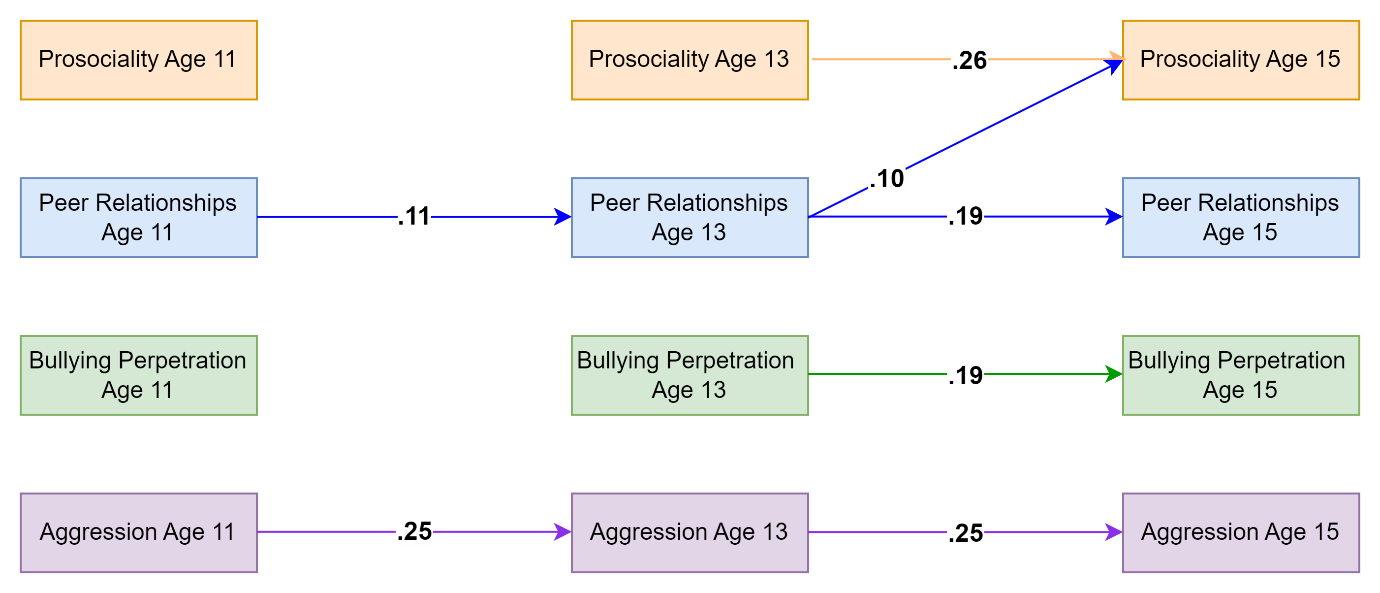 Prosociality Age 11
Prosociality Age 13
.26
Prosociality Age 15
.10
Peer Relationships
Age 11
.11
Peer Relationships
Age 13
.19
Peer Relationships
Age 15
Bullying Perpetration
Age 11
Bullying Perpetration
Age 13
.19
Bullying Perpetration
Age 15
Aggression Age 11
.25
Aggression Age 13
.25
Aggression Age 15